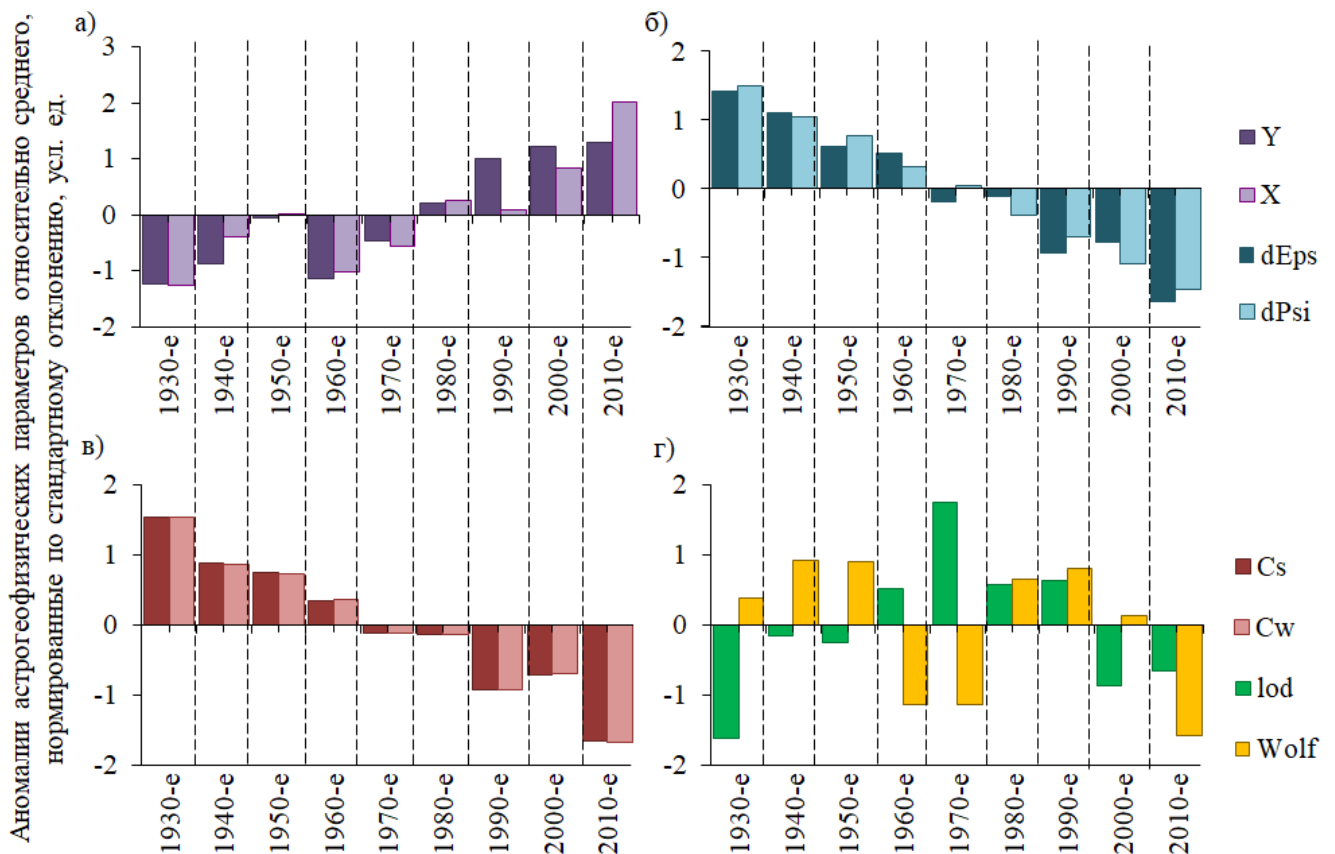 Аномалии астрогеофизических параметров относительно среднего,
нормированные по стандартному отклонению, усл. ед.
а)
3
2
1
0
-1
-2
1930-е
1940-е
1950-е
1960-е
1970-е
1980-е
1990-е
2000-е
2010-е
б)
2
1
0
-1
-2
1930-е
1940-е
1950-е
1960-е
1970-е
1980-е
1990-е
2000-е
2010-е
Y
X
dEps
dPsi
в)
2
1
0
-1
-2
1930-е
1940-е
1950-е
1960-е
1970-е
1980-е
1990-е
2000-е
2010-е
г)
2
1
0
-1
-2
1930-е
1940-е
1950-е
1960-е
1970-е
1980-е
1990-е
2000-е
2010-е
Cs
Cw
lod
Wolf